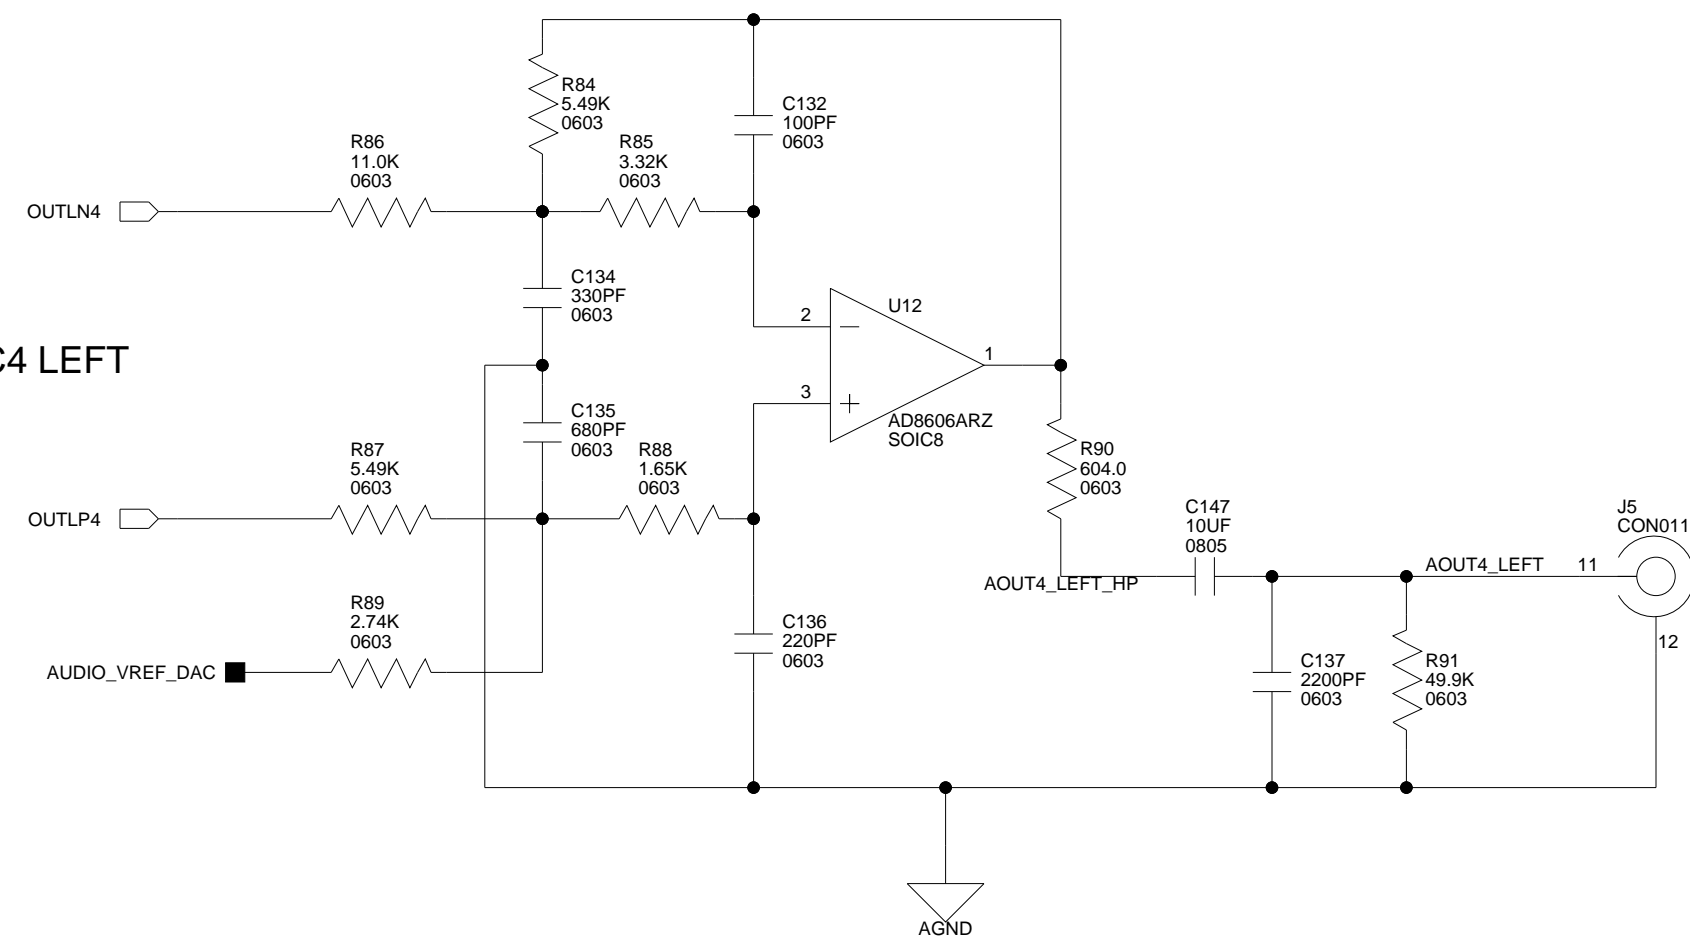 R84
5.49K
0603
C132
100PF
0603
R86
11.0K
0603
R85
3.32K
0603
OUTLN4
C134
330PF
0603
U12
2
1
3
AD8606ARZ
SOIC8
C4 LEFT
C135
680PF
0603
R87
5.49K
0603
R88
1.65K
0603
R90
604.0
0603
OUTLP4
C147
10UF
0805
J5
CON011
AOUT4_LEFT_HP
AOUT4_LEFT
11
12
R89
2.74K
0603
AUDIO_VREF_DAC
C136
220PF
0603
C137
2200PF
0603
R91
49.9K
0603
AGND